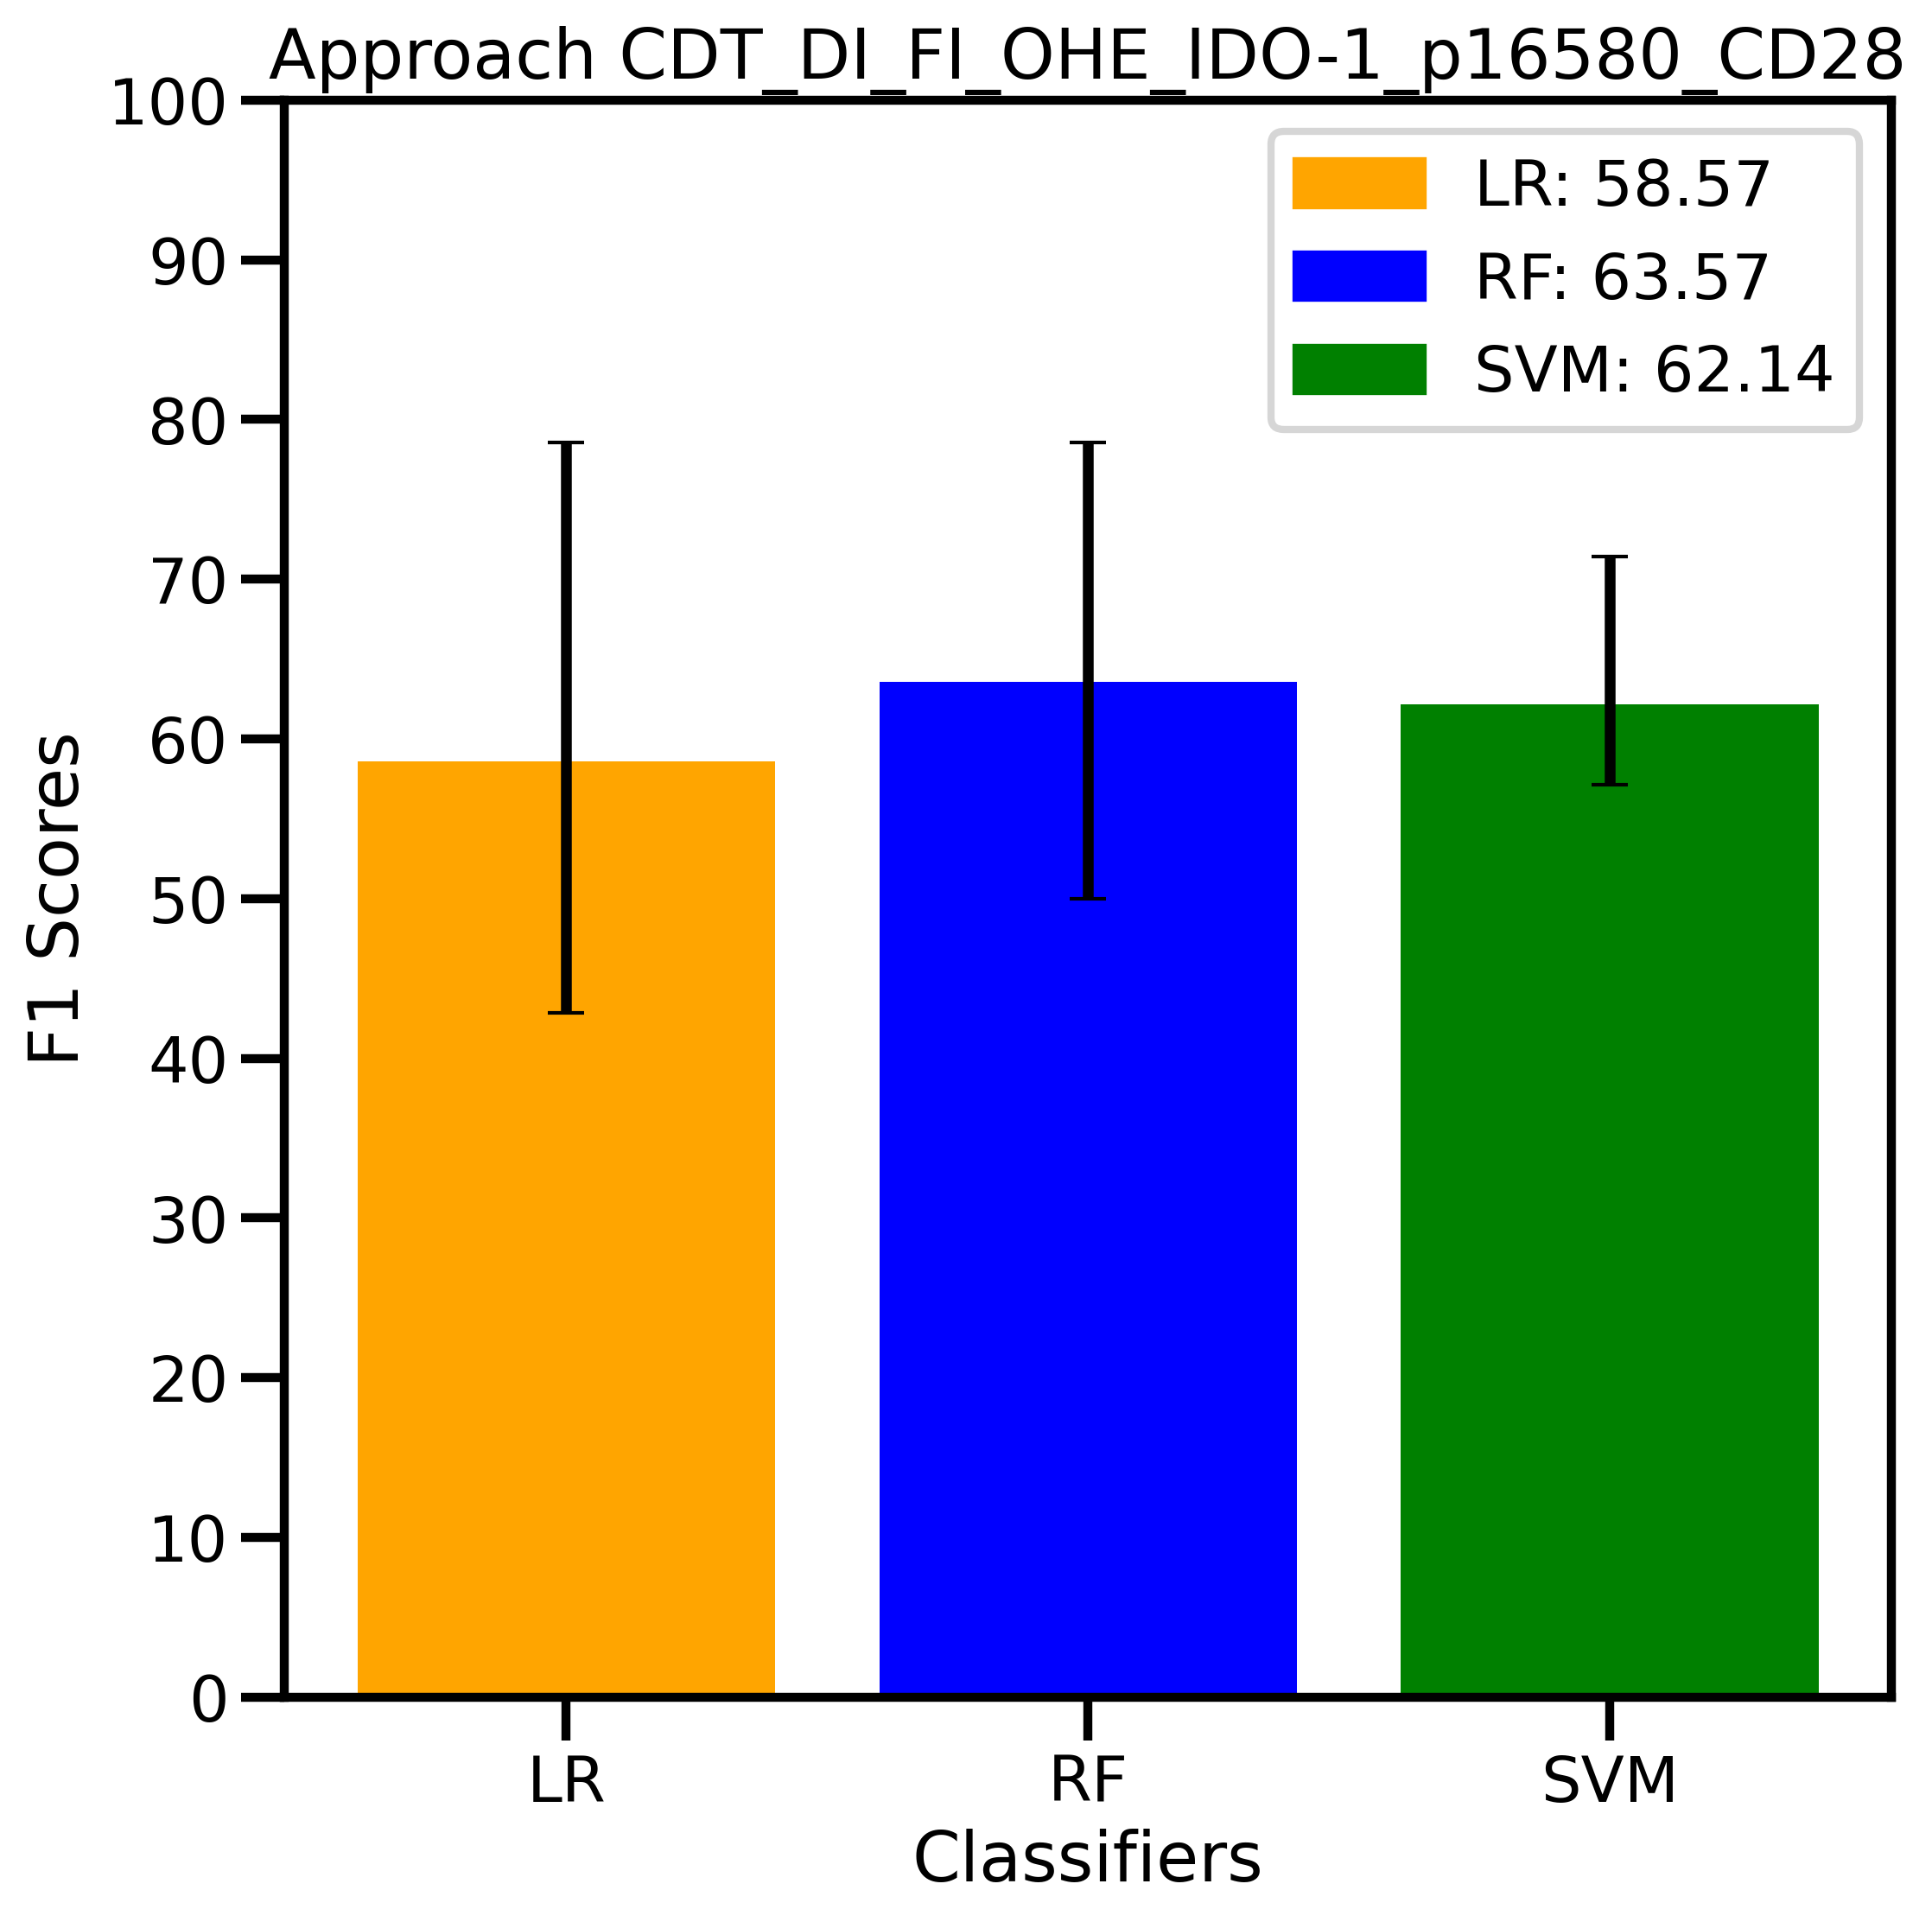 Approach CDT_DI_FI_OHE_IDO-1_p16580_CD28
LR: 58.57
RF: 63.57
SVM: 62.14
F1 Scores
100
90
80
70
60
50
40
30
20
10
0
LR
RF
SVM
Classifiers